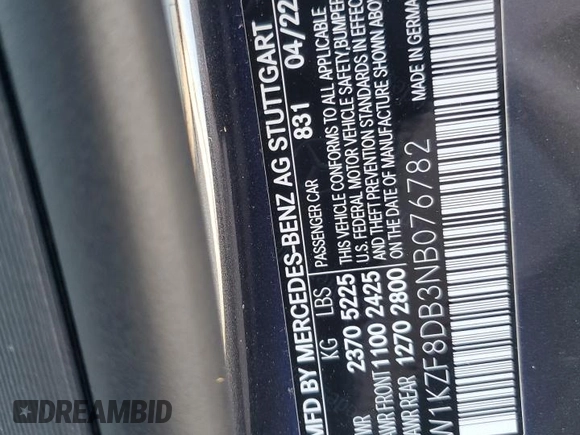 MFD BY MERCEDES-BENZ AG STUTTGART
831 04/22
PASSENGER CAR
KG LBS
2370 5225
1100 2425
1270 2800
THIS VEHICLE CONFORMS TO ALL APPLICABLE
U.S. FEDERAL MOTOR VEHICLE SAFETY, BUMPER,
AND THEFT PREVENTION STANDARDS IN EFFECT
ON THE DATE OF MANUFACTURE SHOWN ABOVE
W1KZF8DB3NB076782
MADE IN GERMANY
DREAMBID